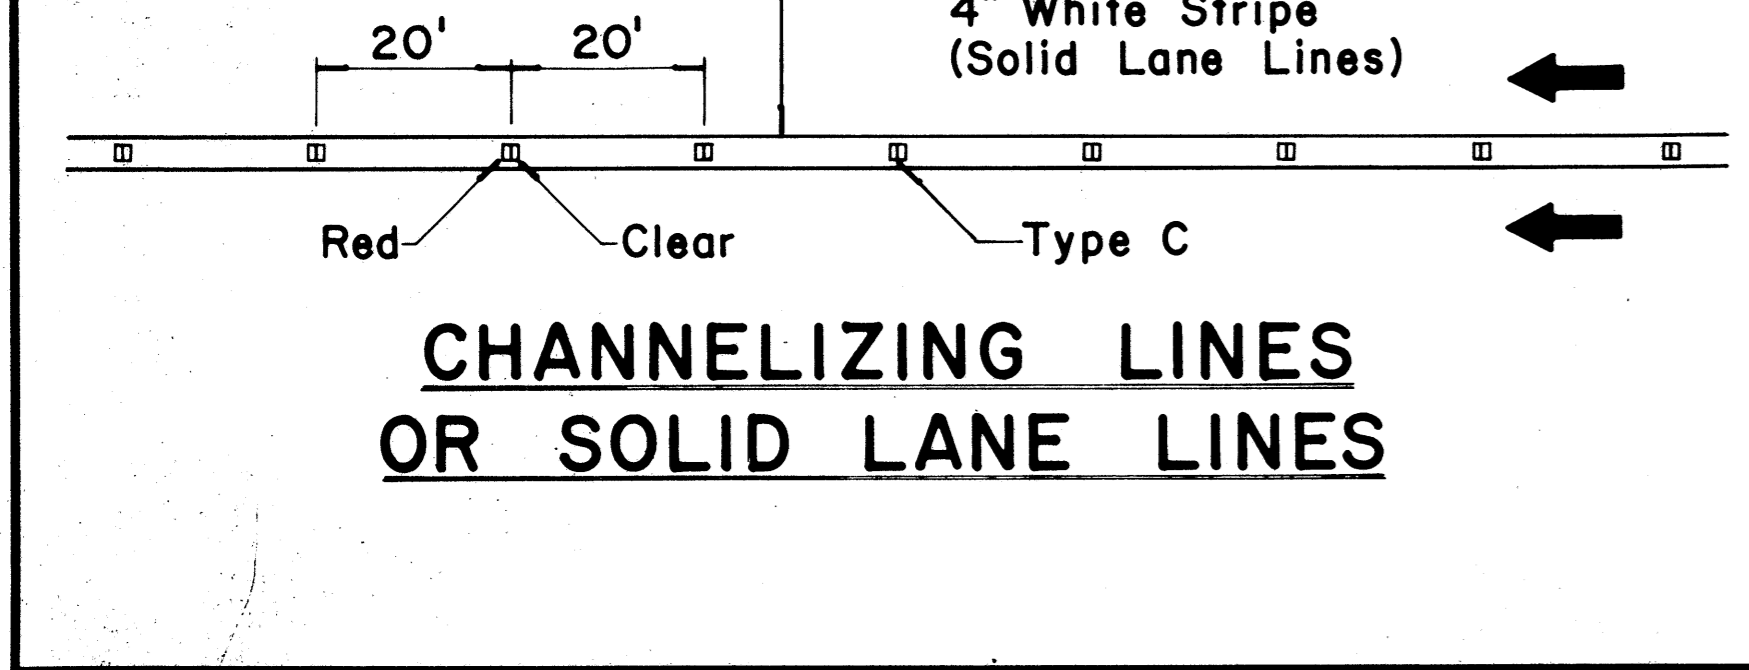 4" White Stripe
(Solid Lane Lines)
20' 20'
Red Clear Type C
CHANNELIZING LINES
OR SOLID LANE LINES